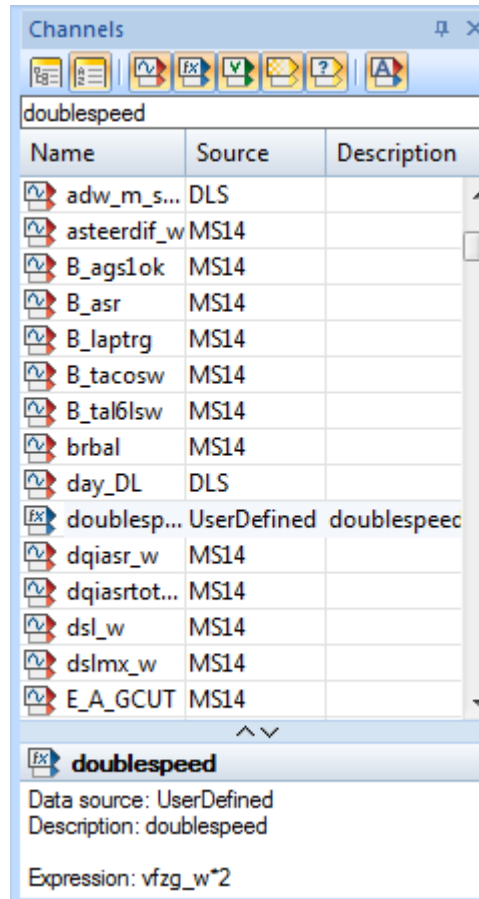 Channels
doublespeed
Name Source Description
adw_m_s... DLS
asteerdif_w MS14
B_ags1ok MS14
B_asr MS14
B_laptrg MS14
B_tacosw MS14
B_tal6lsw MS14
brbal MS14
day_DL DLS
doublesp... UserDefined doublespeed
dqiasr_w MS14
dqiasrtot... MS14
dsl_w MS14
dslmx_w MS14
E_A_GCUT MS14
doublespeed
Data source: UserDefined
Description: doublespeed
Expression: vfzg_w*2